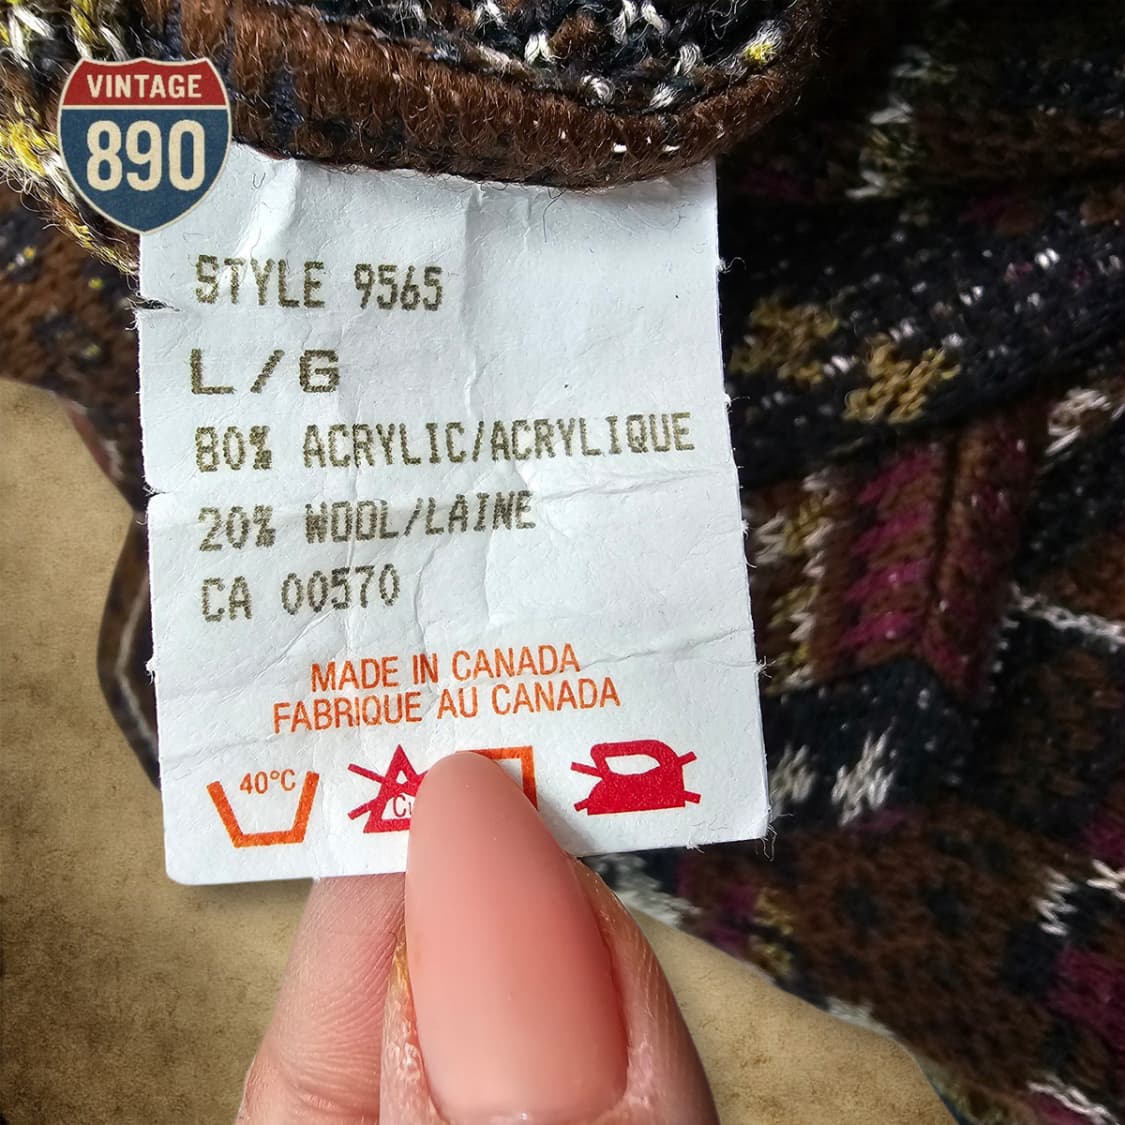 VINTAGE
890
STYLE 9565
L/G
80% ACRYLIC/ACRYLIQUE
20% WOOL/LAINE
CA 00570
MADE IN CANADA
FABRIQUE AU CANADA
40°C